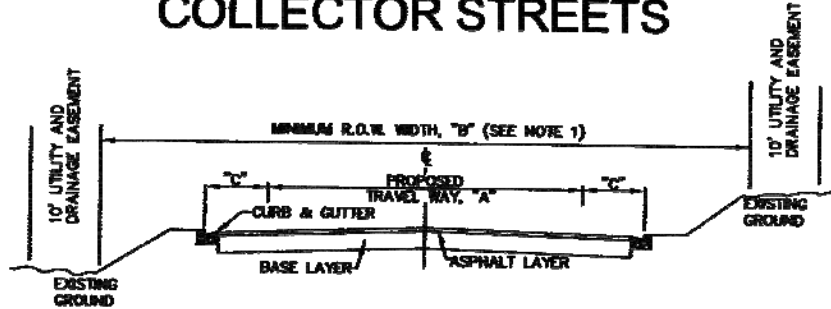 COLLECTOR STREETS
10' UTILITY AND
DRAINAGE EASEMENT
10' UTILITY AND
DRAINAGE EASEMENT
MINIMUM R.O.W. WIDTH, "B" (SEE NOTE 1)
℄
"C"
PROPOSED
TRAVEL WAY, "A"
"C"
CURB & GUTTER
BASE LAYER
ASPHALT LAYER
EXISTING
GROUND
EXISTING
GROUND